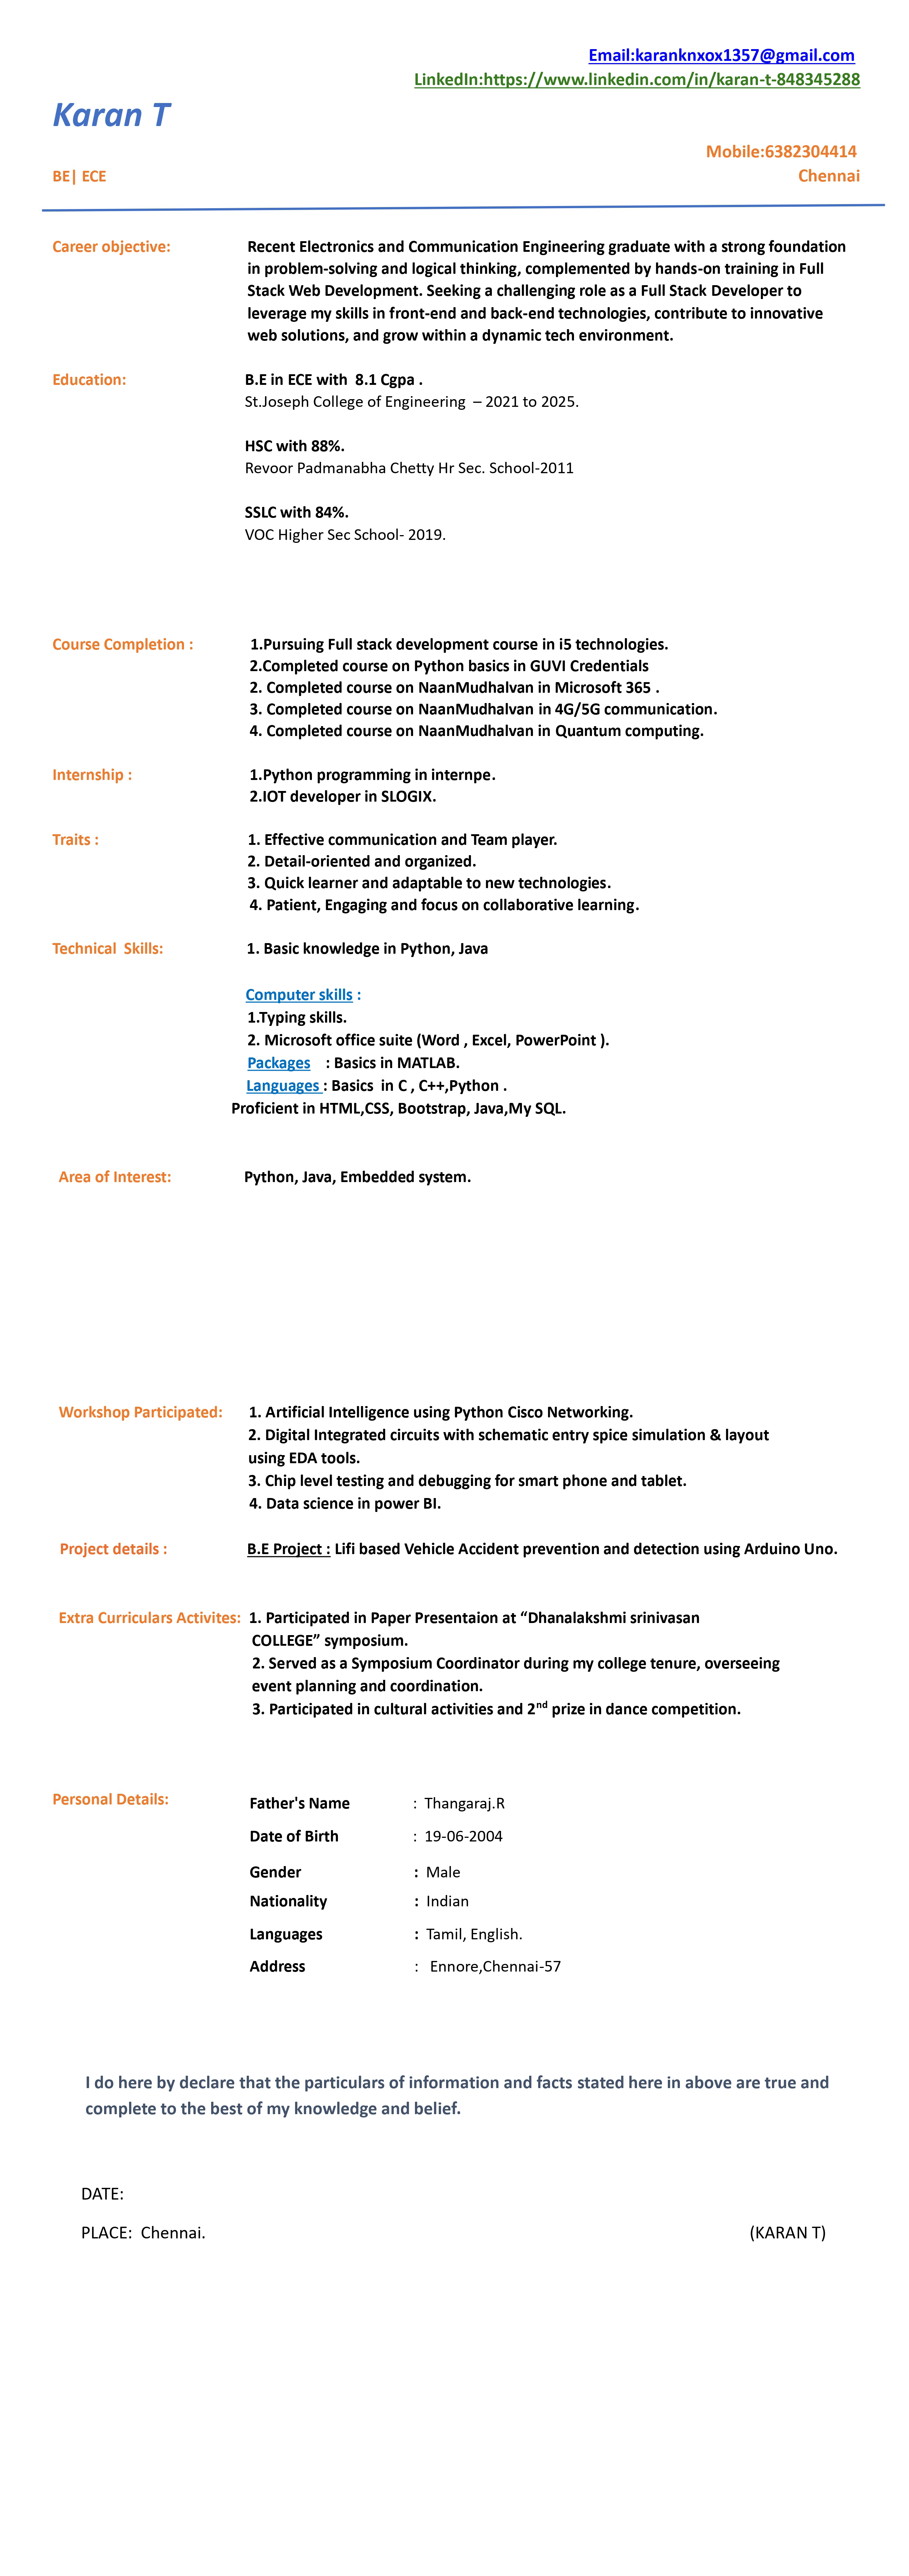 Email:karanknxox1357@gmail.com
LinkedIn:https://www.linkedin.com/in/karan-t-848345288
Karan T
Mobile:6382304414
BE| ECE Chennai
Career objective: Recent Electronics and Communication Engineering graduate with a strong foundation
in problem-solving and logical thinking, complemented by hands-on training in Full
Stack Web Development. Seeking a challenging role as a Full Stack Developer to
leverage my skills in front-end and back-end technologies, contribute to innovative
web solutions, and grow within a dynamic tech environment.
Education: B.E in ECE with 8.1 Cgpa .
St.Joseph College of Engineering – 2021 to 2025.
HSC with 88%.
Revoor Padmanabha Chetty Hr Sec. School-2011
SSLC with 84%.
VOC Higher Sec School- 2019.
Course Completion : 1.Pursuing Full stack development course in i5 technologies.
2.Completed course on Python basics in GUVI Credentials
2. Completed course on NaanMudhalvan in Microsoft 365 .
3. Completed course on NaanMudhalvan in 4G/5G communication.
4. Completed course on NaanMudhalvan in Quantum computing.
Internship : 1.Python programming in internpe.
2.IOT developer in SLOGIX.
Traits : 1. Effective communication and Team player.
2. Detail-oriented and organized.
3. Quick learner and adaptable to new technologies.
4. Patient, Engaging and focus on collaborative learning.
Technical Skills: 1. Basic knowledge in Python, Java
Computer skills :
1.Typing skills.
2. Microsoft office suite (Word , Excel, PowerPoint ).
Packages : Basics in MATLAB.
Languages : Basics in C , C++,Python .
Proficient in HTML,CSS, Bootstrap, Java,My SQL.
Area of Interest: Python, Java, Embedded system.
Workshop Participated: 1. Artificial Intelligence using Python Cisco Networking.
2. Digital Integrated circuits with schematic entry spice simulation & layout
using EDA tools.
3. Chip level testing and debugging for smart phone and tablet.
4. Data science in power BI.
Project details : B.E Project : Lifi based Vehicle Accident prevention and detection using Arduino Uno.
Extra Curriculars Activites: 1. Participated in Paper Presentaion at “Dhanalakshmi srinivasan
COLLEGE” symposium.
2. Served as a Symposium Coordinator during my college tenure, overseeing
event planning and coordination.
3. Participated in cultural activities and 2nd prize in dance competition.
Personal Details: Father's Name : Thangaraj.R
Date of Birth : 19-06-2004
Gender : Male
Nationality : Indian
Languages : Tamil, English.
Address : Ennore,Chennai-57
I do here by declare that the particulars of information and facts stated here in above are true and
complete to the best of my knowledge and belief.
DATE:
PLACE: Chennai. (KARAN T)